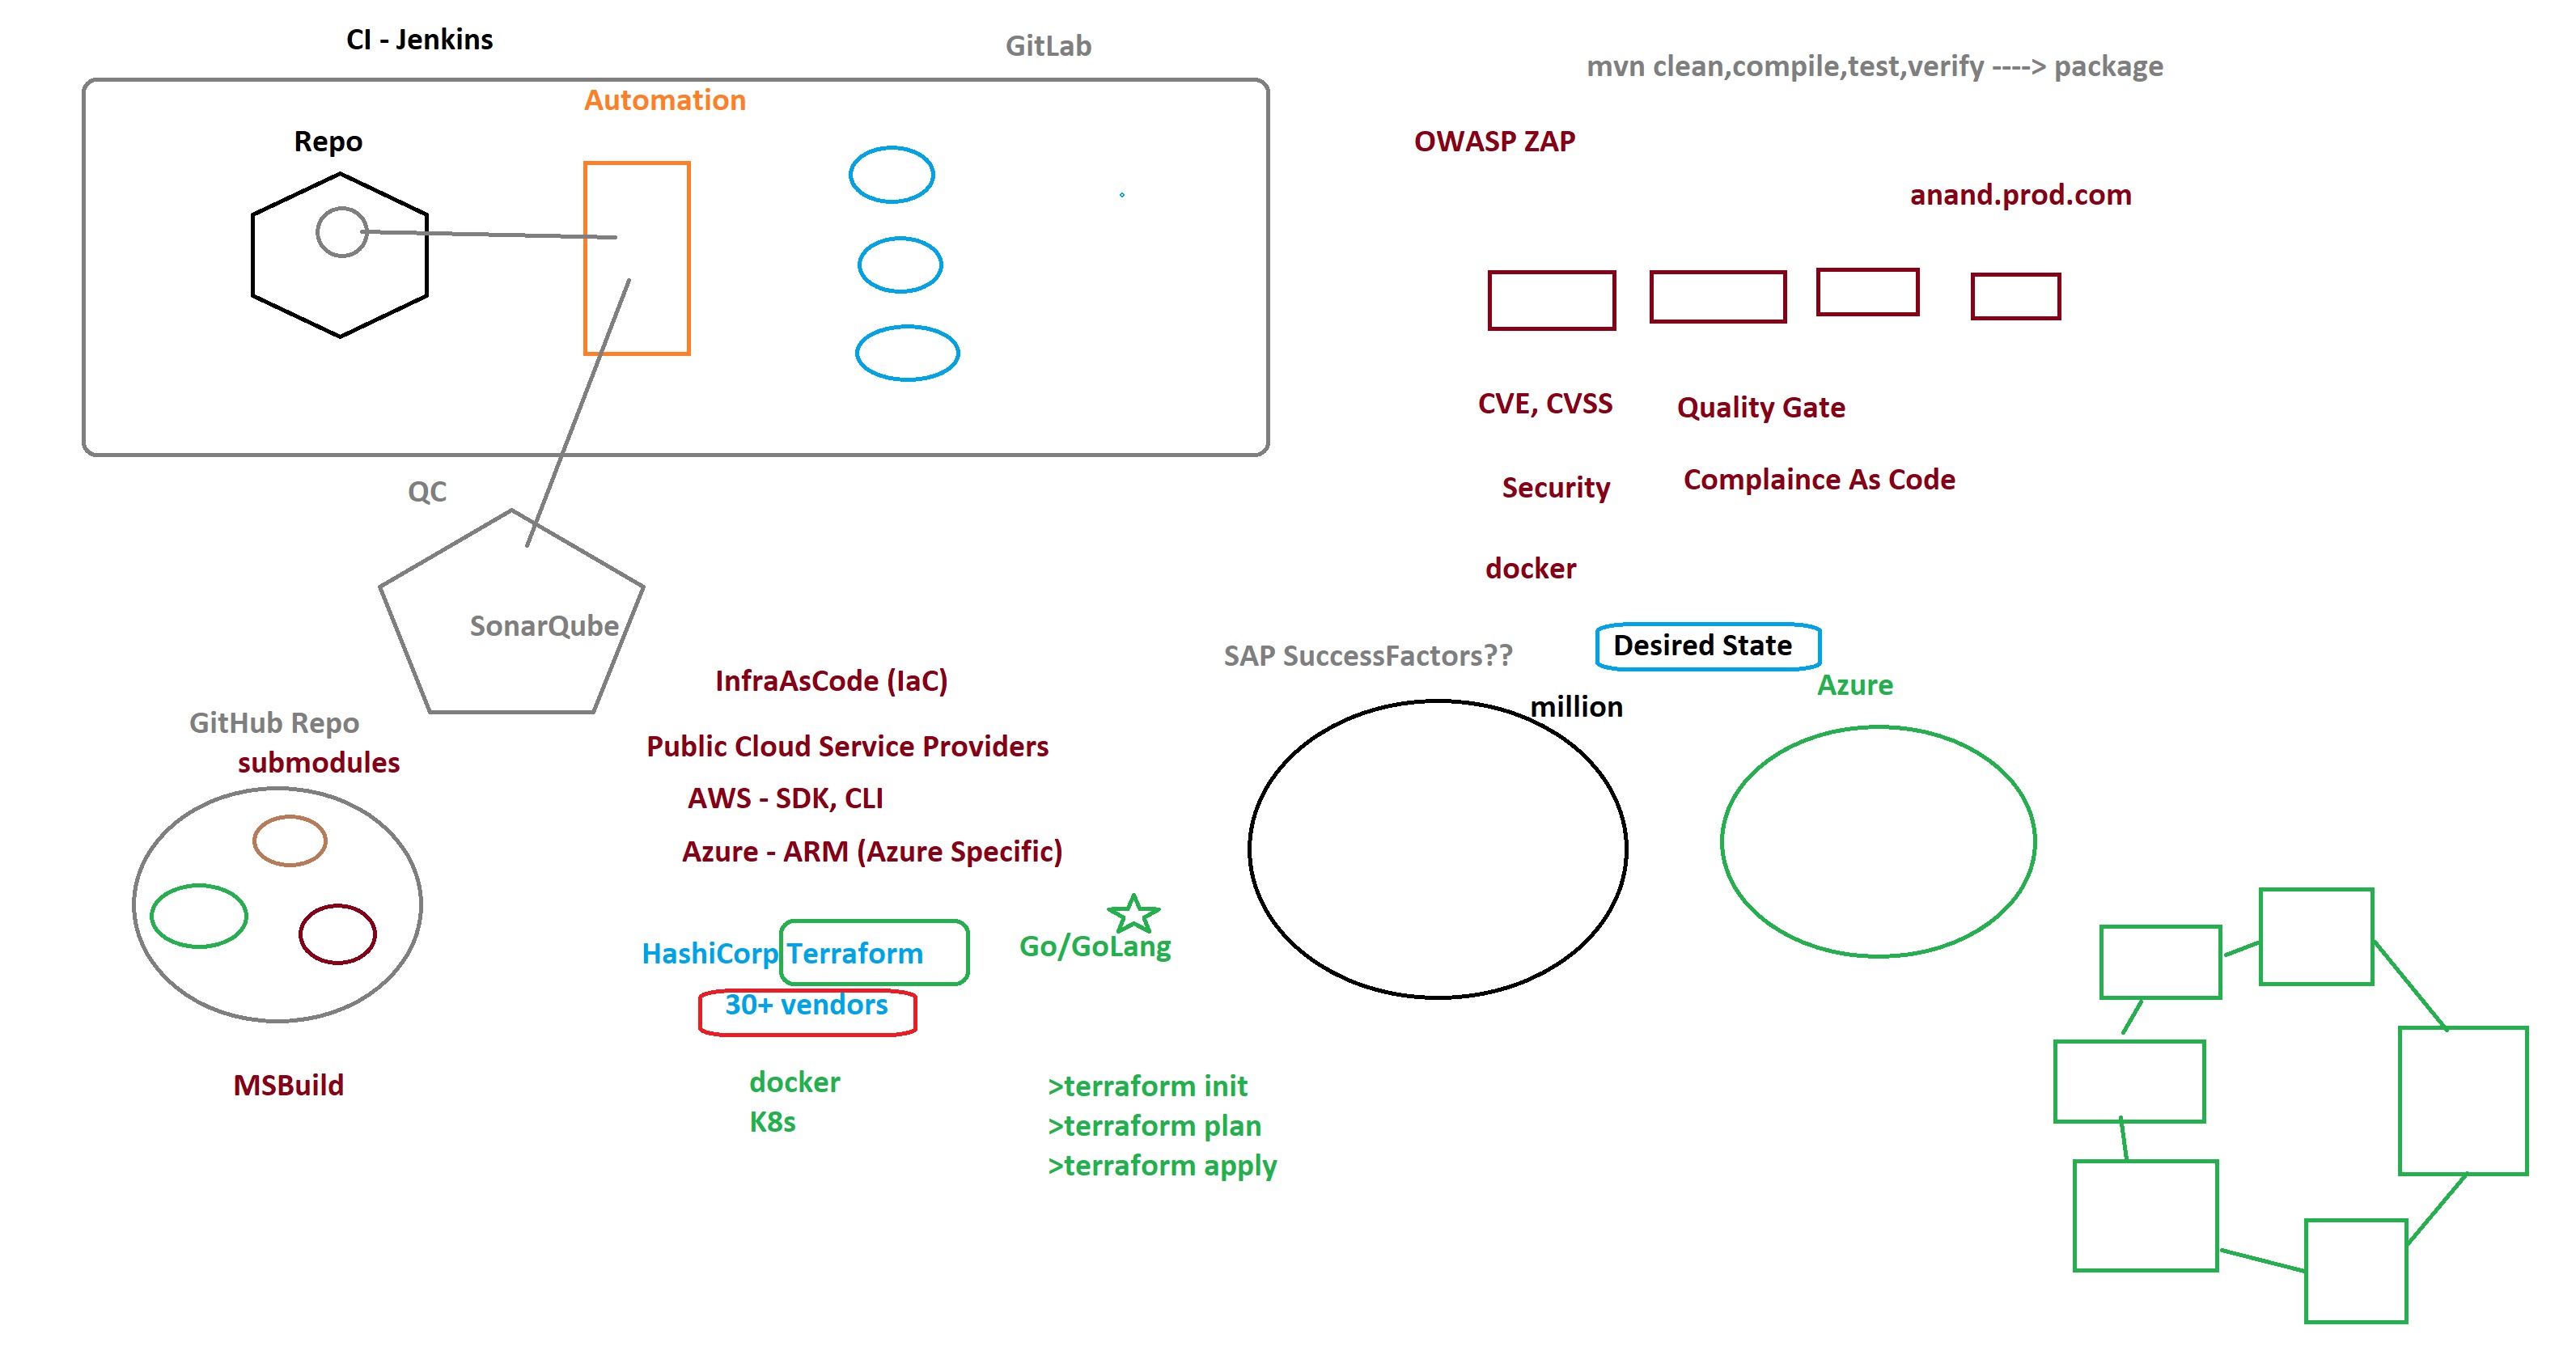 CI - Jenkins
GitLab
Automation
Repo
QC
SonarQube
GitHub Repo
submodules
MSBuild
InfraAsCode (IaC)
Public Cloud Service Providers
AWS - SDK, CLI
Azure - ARM (Azure Specific)
HashiCorp Terraform
30+ vendors
Go/GoLang
docker
K8s
>terraform init
>terraform plan
>terraform apply
mvn clean,compile,test,verify ----> package
OWASP ZAP
anand.prod.com
CVE, CVSS
Quality Gate
Security
Complaince As Code
docker
SAP SuccessFactors??
Desired State
million
Azure